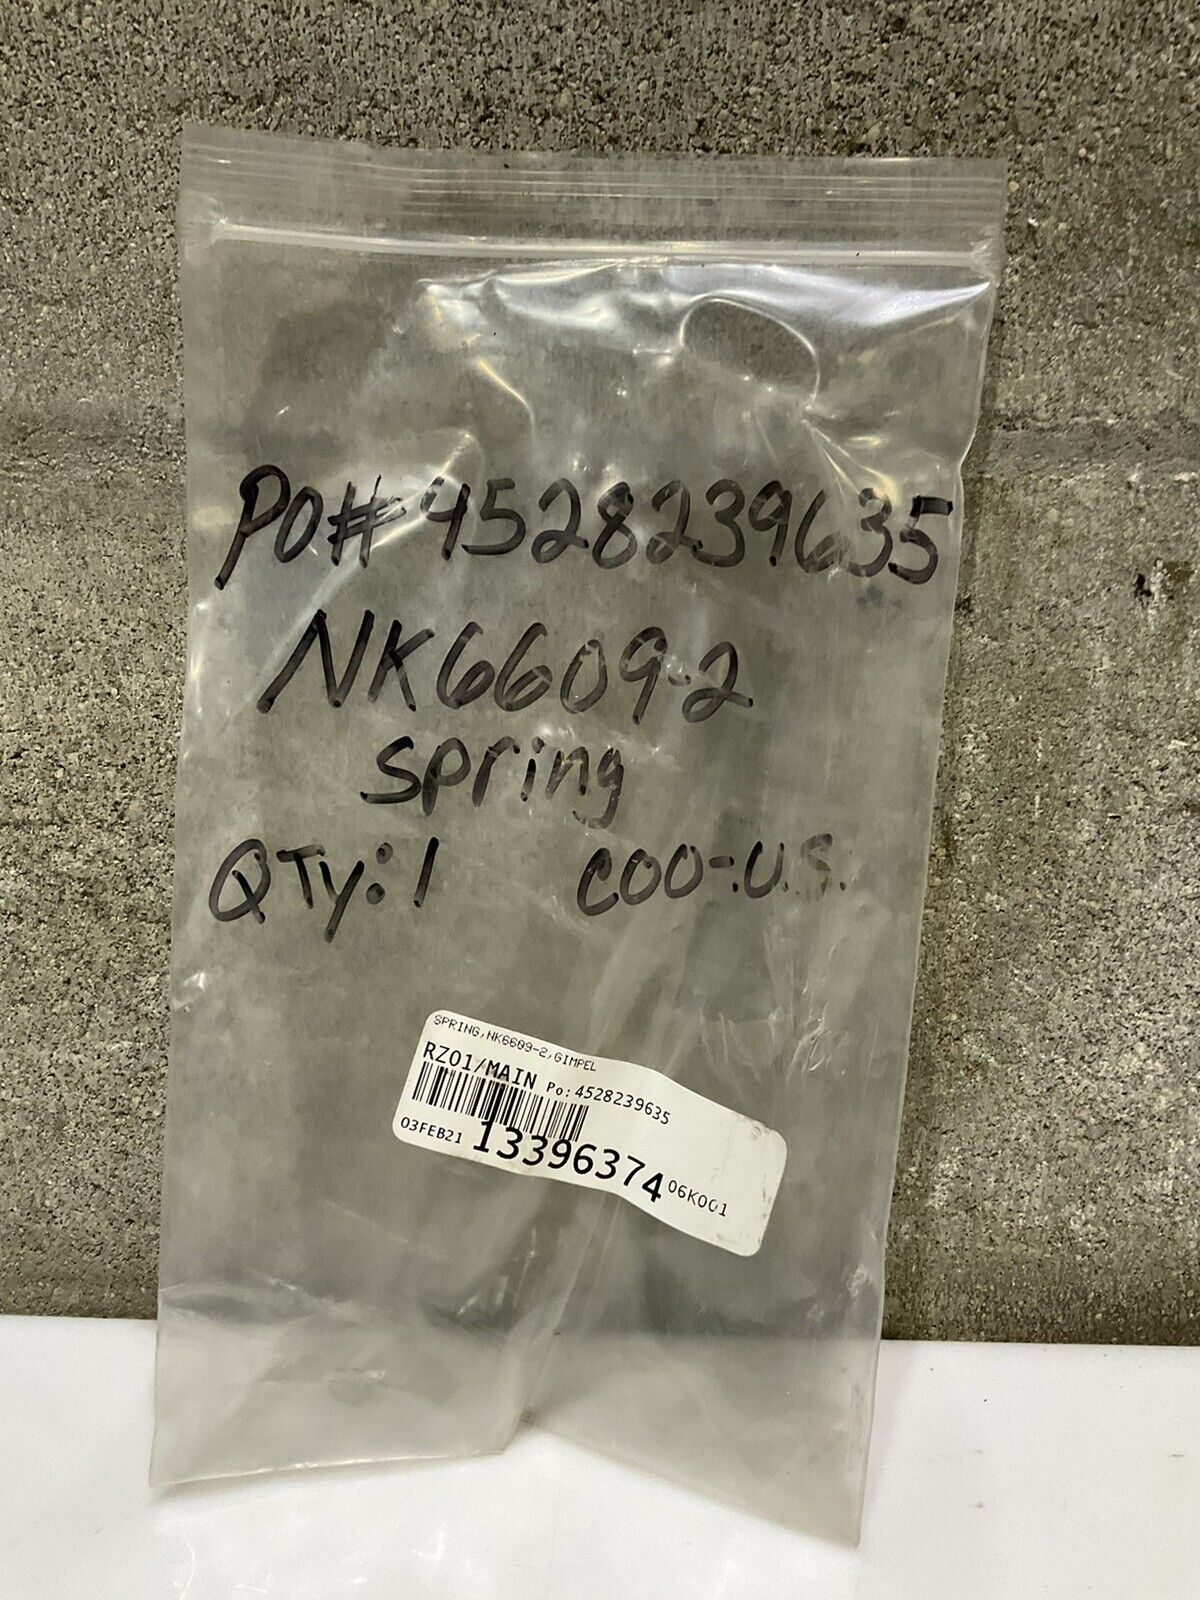 PO# 4528239635
NK6609-2
spring
QTy: 1 COO-: U.S.
SPRING,NK6609-2,GIMPEL
RZ01/MAIN Po: 4528239635
03FEB21 13396374 06K001